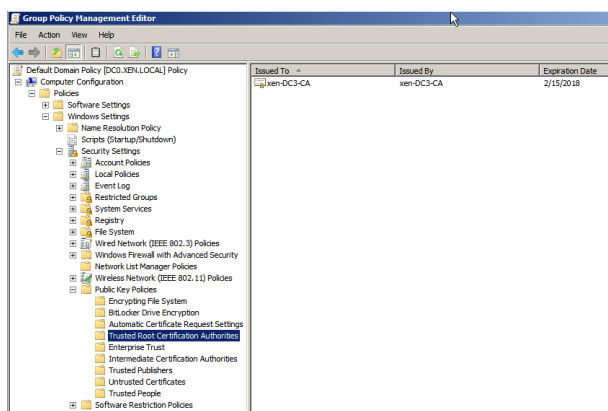 Group Policy Management Editor
File Action View Help
Default Domain Policy [DC0.XEN.LOCAL] Policy
Computer Configuration
Policies
Software Settings
Windows Settings
Name Resolution Policy
Scripts (Startup/Shutdown)
Security Settings
Account Policies
Local Policies
Event Log
Restricted Groups
System Services
Registry
File System
Wired Network (IEEE 802.3) Policies
Windows Firewall with Advanced Security
Network List Manager Policies
Wireless Network (IEEE 802.11) Policies
Public Key Policies
Encrypting File System
BitLocker Drive Encryption
Automatic Certificate Request Settings
Trusted Root Certification Authorities
Enterprise Trust
Intermediate Certification Authorities
Trusted Publishers
Untrusted Certificates
Trusted People
Software Restriction Policies
Issued To Issued By Expiration Date
xen-DC3-CA xen-DC3-CA 2/15/2018